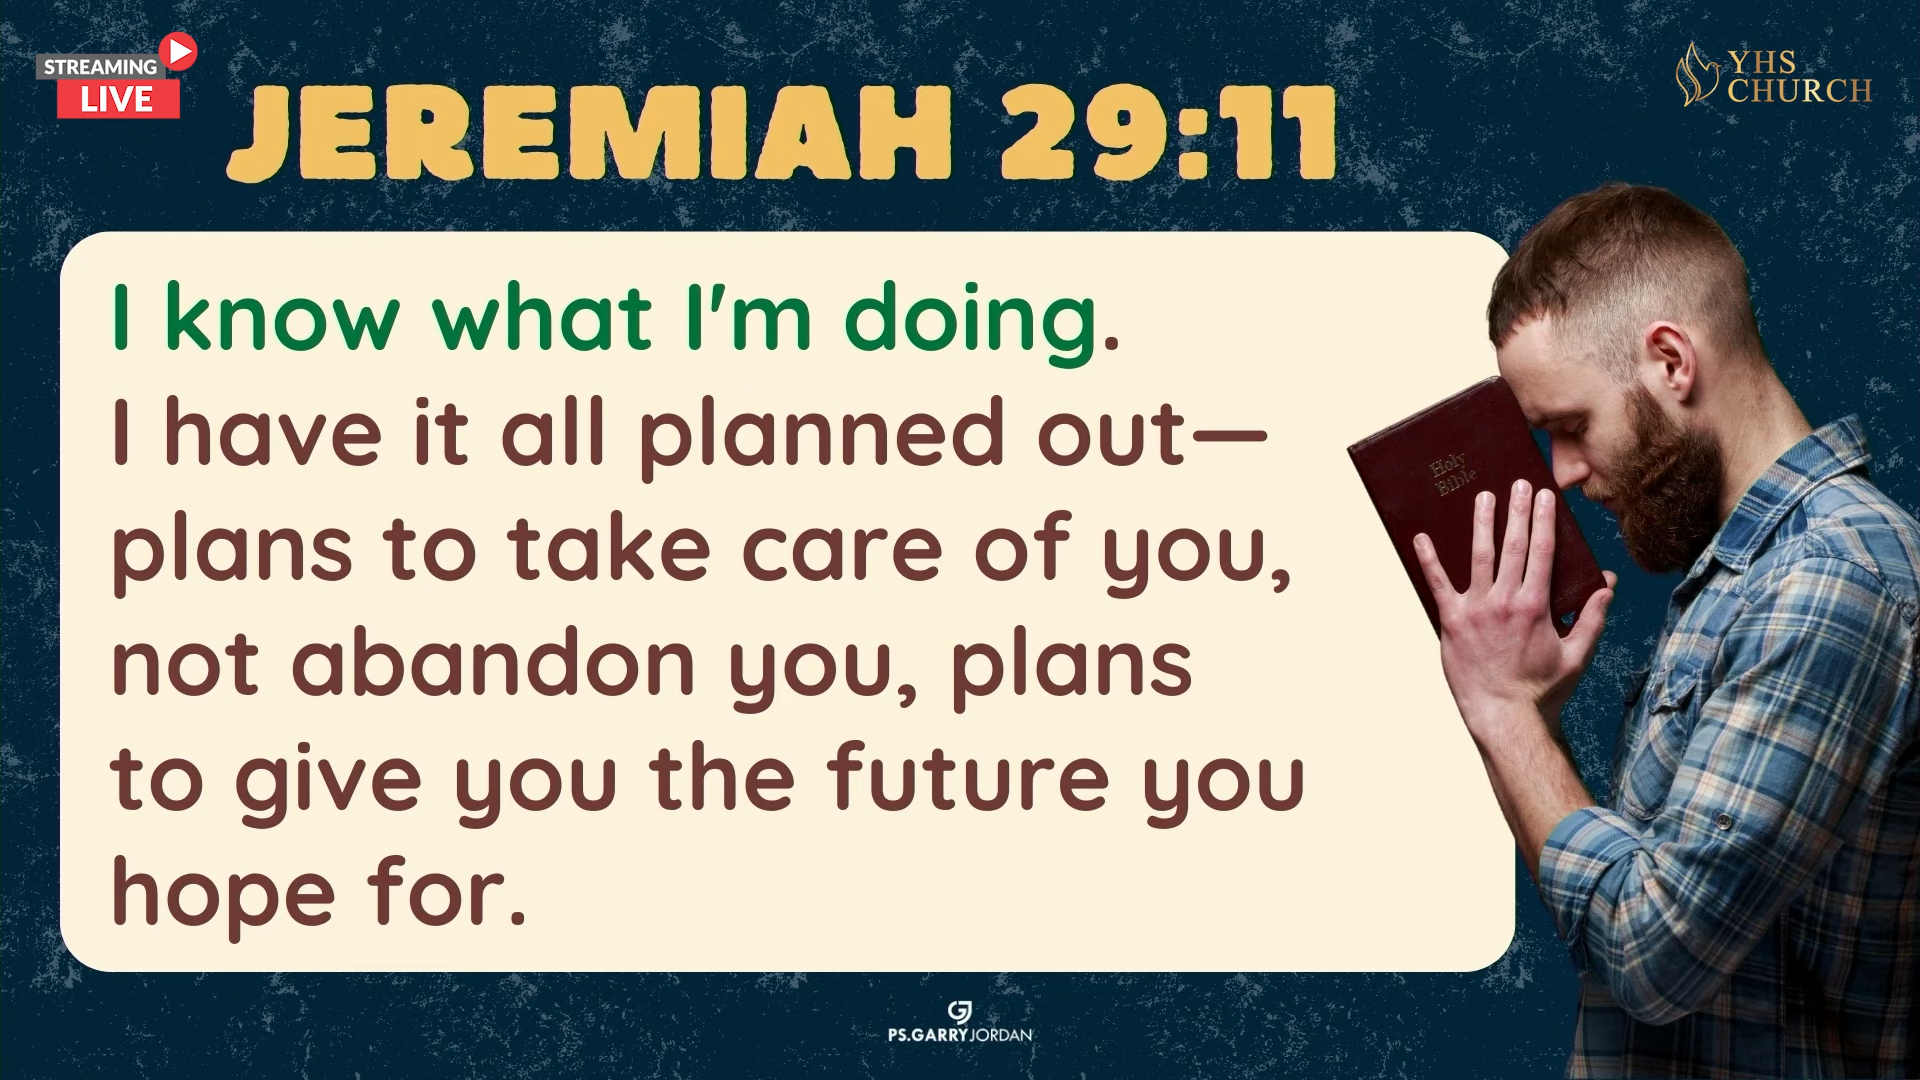 STREAMING
LIVE
YHS
CHURCH
JEREMIAH 29:11
I know what I'm doing.
I have it all planned out—
plans to take care of you,
not abandon you, plans
to give you the future you
hope for.
Holy
Bible
PS.GARRYJORDAN